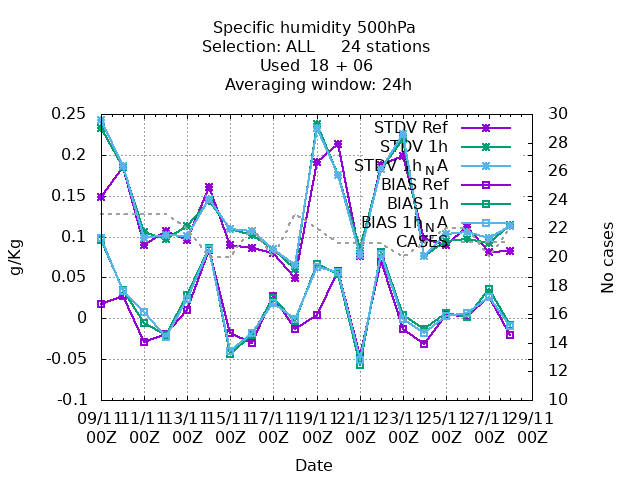 Specific humidity 500hPa
Selection: ALL 24 stations
Used 18 + 06
Averaging window: 24h
0.25
0.2
0.15
0.1
0.05
0
-0.05
-0.1
g/Kg
30
28
26
24
22
20
18
16
14
12
10
No cases
STDV Ref
STDV 1h
STDV 1h_NA
BIAS Ref
BIAS 1h
BIAS 1h_NA
CASES
09/11 11/11 13/11 15/11 17/11 19/11 21/11 23/11 25/11 27/11 29/11
00Z 00Z 00Z 00Z 00Z 00Z 00Z 00Z 00Z 00Z 00Z
Date